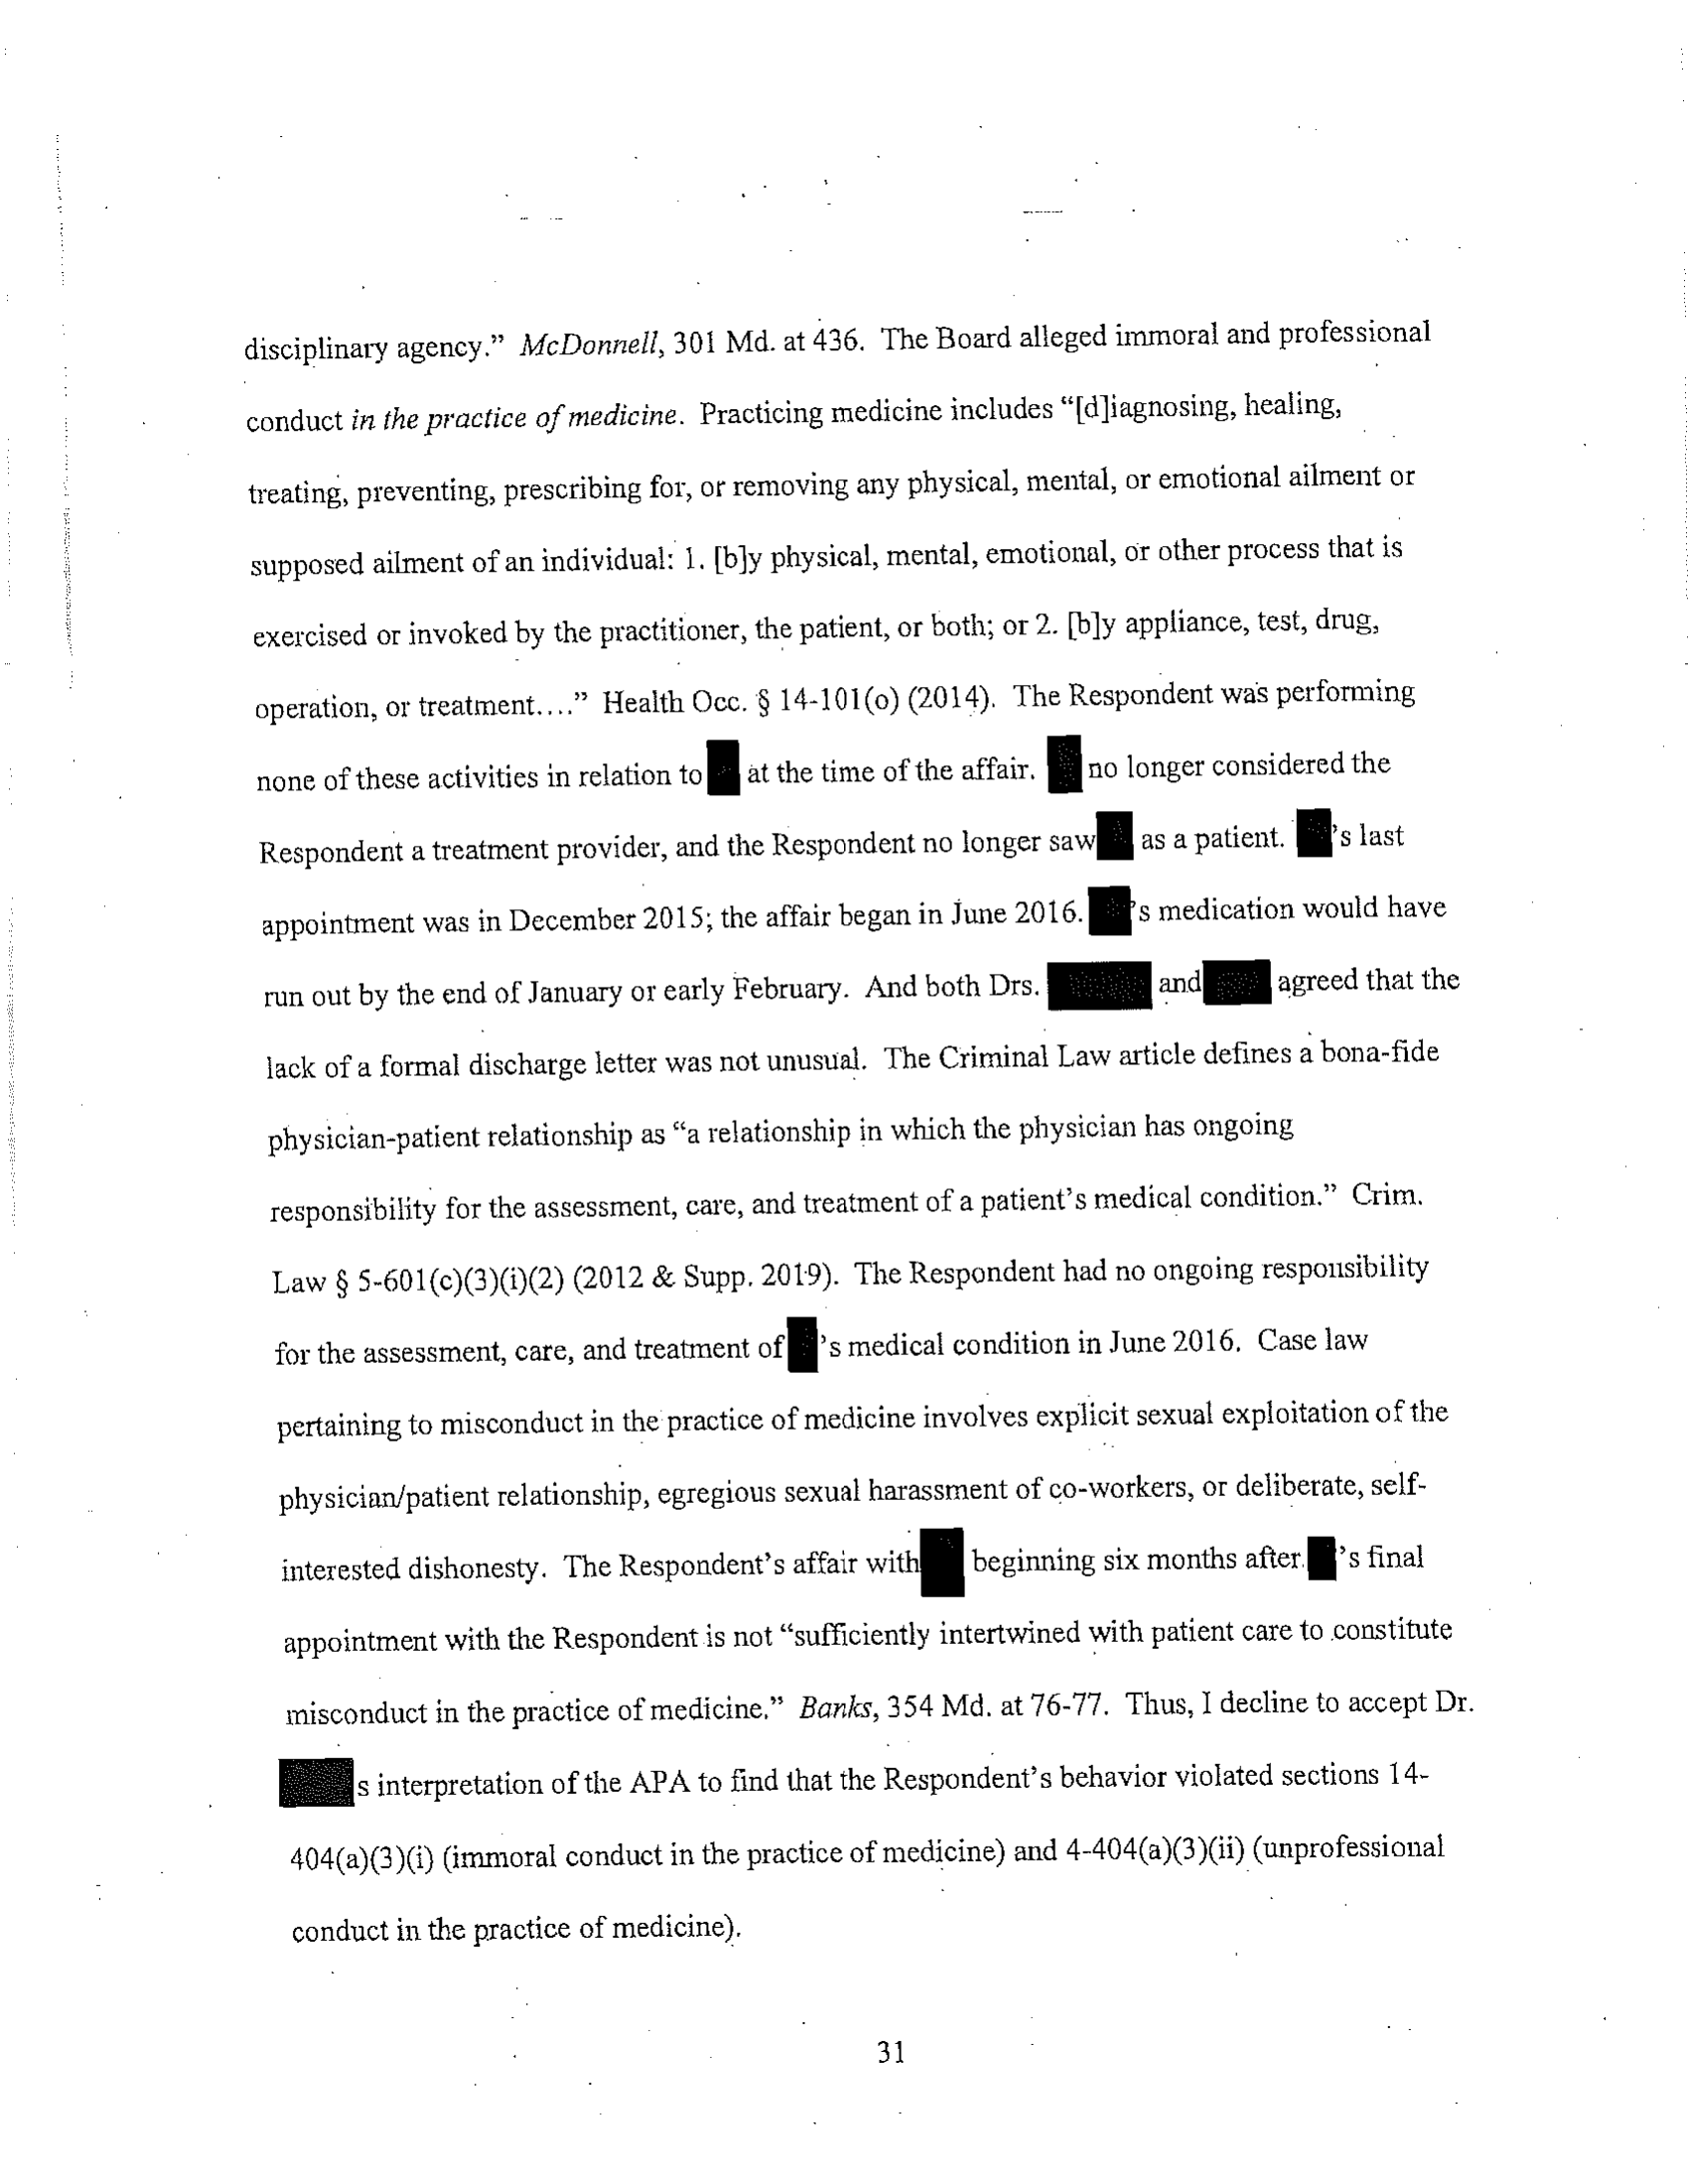 disciplinary agency.” McDonnell, 301 Md. at 436. The Board alleged immoral and professional
conduct in the practice of medicine. Practicing medicine includes “[d]iagnosing, healing,
treating, preventing, prescribing for, or removing any physical, mental, or emotional ailment or
supposed ailment of an individual: 1. [b]y physical, mental, emotional, or other process that is
exercised or invoked by the practitioner, the patient, or both; or 2. [b]y appliance, test, drug,
operation, or treatment….” Health Occ. § 14-101(o) (2014). The Respondent was performing
none of these activities in relation to at the time of the affair. no longer considered the
Respondent a treatment provider, and the Respondent no longer saw as a patient. ’s last
appointment was in December 2015; the affair began in June 2016. ’s medication would have
run out by the end of January or early February. And both Drs. and agreed that the
lack of a formal discharge letter was not unusual. The Criminal Law article defines a bona-fide
physician-patient relationship as “a relationship in which the physician has ongoing
responsibility for the assessment, care, and treatment of a patient’s medical condition.” Crim.
Law § 5-601(c)(3)(i)(2) (2012 & Supp. 2019). The Respondent had no ongoing responsibility
for the assessment, care, and treatment of ’s medical condition in June 2016. Case law
pertaining to misconduct in the practice of medicine involves explicit sexual exploitation of the
physician/patient relationship, egregious sexual harassment of co-workers, or deliberate, self-
interested dishonesty. The Respondent’s affair with beginning six months after ’s final
appointment with the Respondent is not “sufficiently intertwined with patient care to constitute
misconduct in the practice of medicine.” Banks, 354 Md. at 76-77. Thus, I decline to accept Dr.
s interpretation of the APA to find that the Respondent’s behavior violated sections 14-
404(a)(3)(i) (immoral conduct in the practice of medicine) and 4-404(a)(3)(ii) (unprofessional
conduct in the practice of medicine).
31